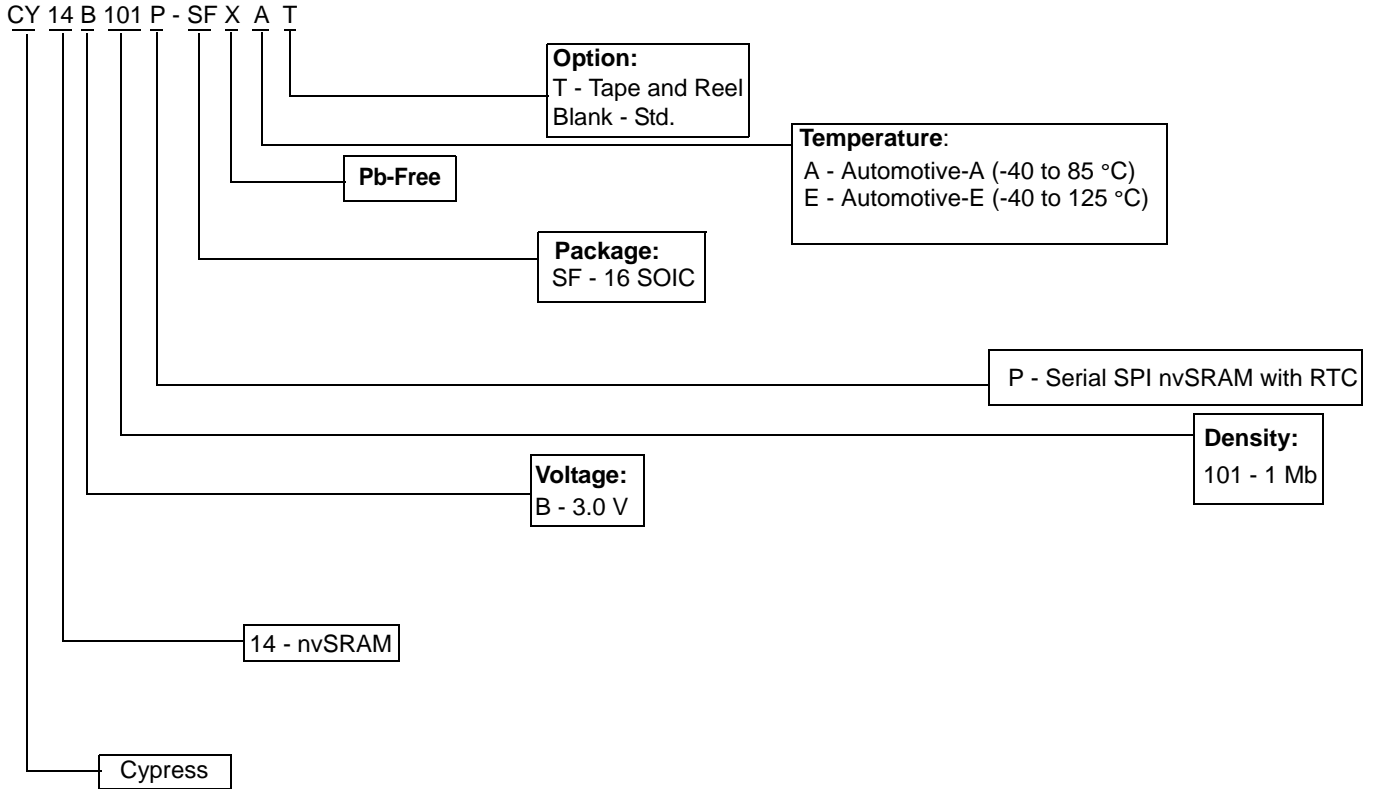 CY 14 B 101 P - SF X A T
Option:
T - Tape and Reel
Blank - Std.
Temperature:
A - Automotive-A (-40 to 85 °C)
E - Automotive-E (-40 to 125 °C)
Pb-Free
Package:
SF - 16 SOIC
P - Serial SPI nvSRAM with RTC
Density:
101 - 1 Mb
Voltage:
B - 3.0 V
14 - nvSRAM
Cypress